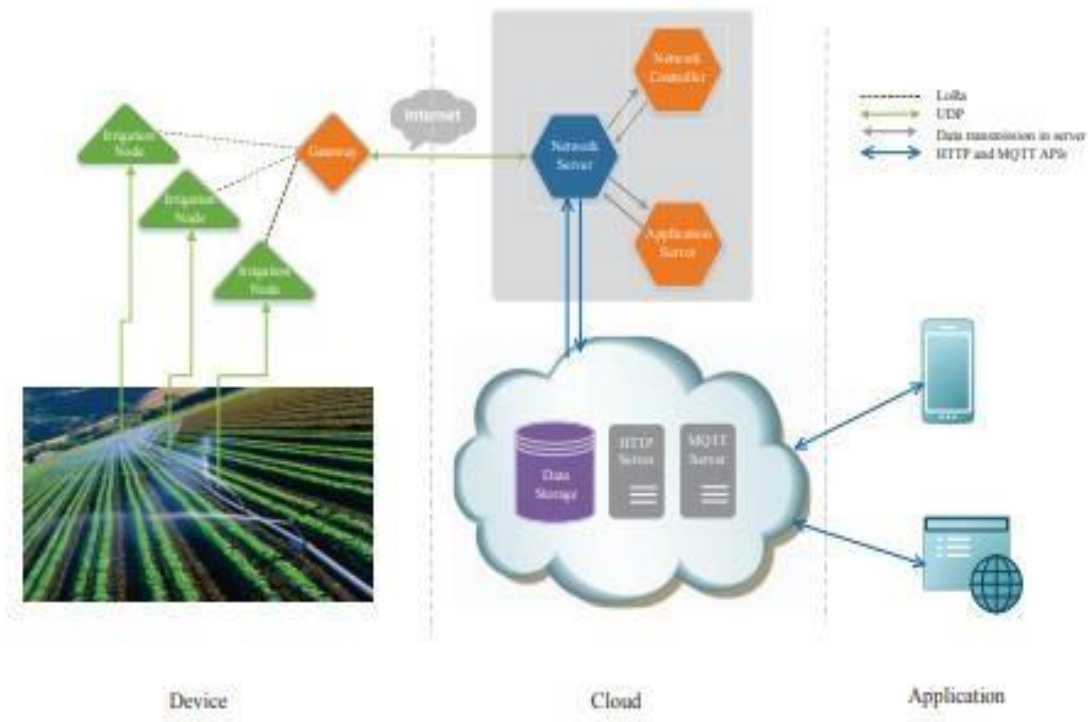 Network
Controller
Internet
LoRa
UDP
Data transmission in server
HTTP and MQTT APIs
Irrigation
Node
Gateway
Network
Server
Irrigation
Node
Application
Server
Irrigation
Node
HTTP
Server
MQTT
Server
Data
Storage
Device
Cloud
Application